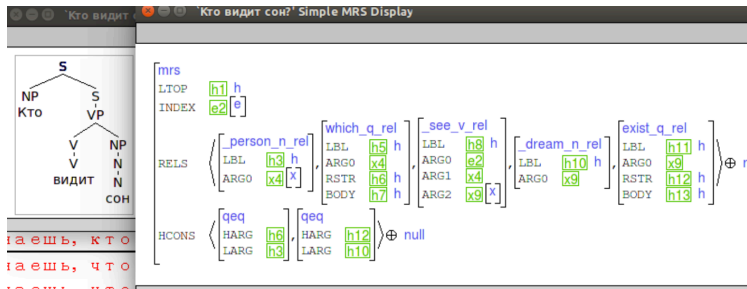 'Кто видит
'Кто видит сон?' Simple MRS Display
S
NP S
Кто VP
V NP
V N
видит N
сон
mrs
LTOP h1 h
INDEX e2 e
RELS
_person_n_rel
LBL h3 h
ARG0 x4 x
which_q_rel
LBL h5 h
ARG0 x4
RSTR h6 h
BODY h7 h
_see_v_rel
LBL h8 h
ARG0 e2
ARG1 x4
ARG2 x9 x
_dream_n_rel
LBL h10 h
ARG0 x9
exist_q_rel
LBL h11 h
ARG0 x9
RSTR h12 h
BODY h13 h
HCONS
qeq
HARG h6
LARG h3
qeq
HARG h12
LARG h10
⊕ null
наешь, кто
наешь, что